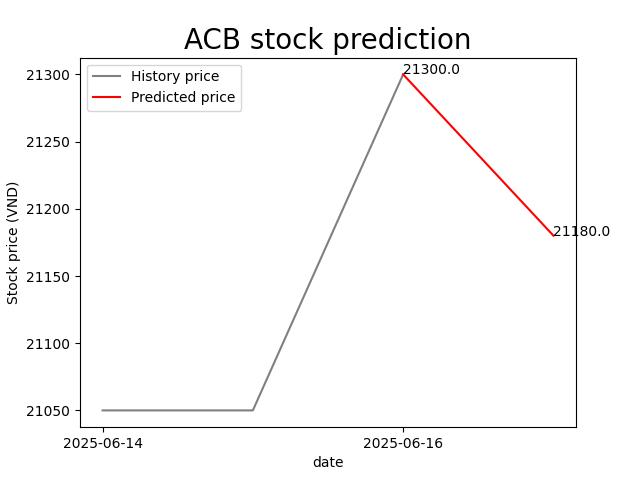 ACB stock prediction
History price
Predicted price
21300.0
21180.0
21300
21250
21200
21150
21100
21050
Stock price (VND)
2025-06-14
2025-06-16
date